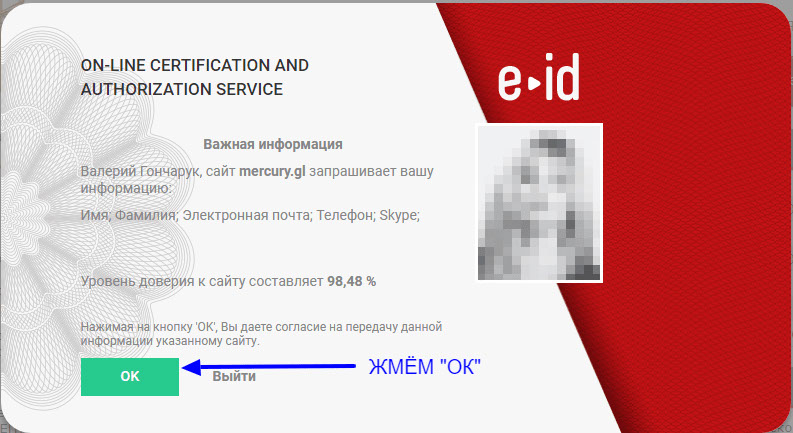 ON-LINE CERTIFICATION AND
AUTHORIZATION SERVICE
e-id
Важная информация
Валерий Гончарук, сайт mercury.gl запрашивает вашу
информацию:
Имя; Фамилия; Электронная почта; Телефон; Skype;
Уровень доверия к сайту составляет 98,48 %
Нажимая на кнопку 'ОК', Вы даете согласие на передачу данной
информации указанному сайту.
ОК
Выйти
ЖМЁМ "ОК"